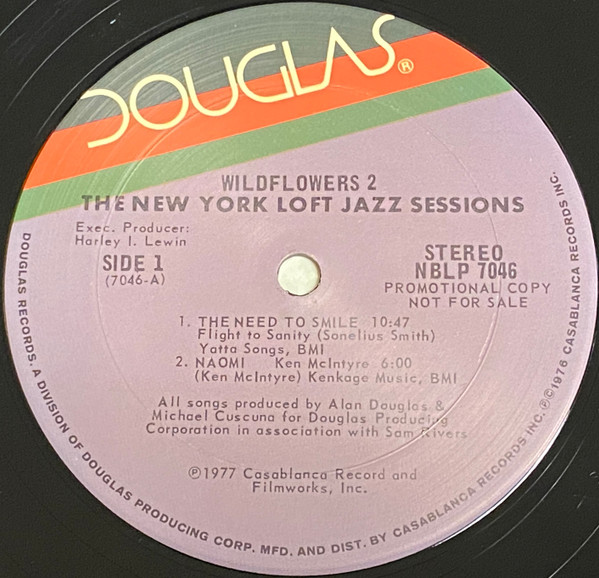 DOUGLAS®
WILDFLOWERS 2
THE NEW YORK LOFT JAZZ SESSIONS
Exec. Producer:
Harley I. Lewin
SIDE 1
(7046-A)
STEREO
NBLP 7046
PROMOTIONAL COPY
NOT FOR SALE
1. THE NEED TO SMILE 10:47
Flight to Sanity (Sonelius Smith)
Yatta Songs, BMI
2. NAOMI Ken McIntyre 6:00
(Ken McIntyre) Kenkage Music, BMI
All songs produced by Alan Douglas &
Michael Cuscuna for Douglas Producing
Corporation in association with Sam Rivers
℗1977 Casablanca Record and
Filmworks, Inc.
DOUGLAS RECORDS. A DIVISION OF DOUGLAS PRODUCING CORP. MFD. AND DIST. BY CASABLANCA RECORDS INC. ℗©1976 CASABLANCA RECORDS INC.